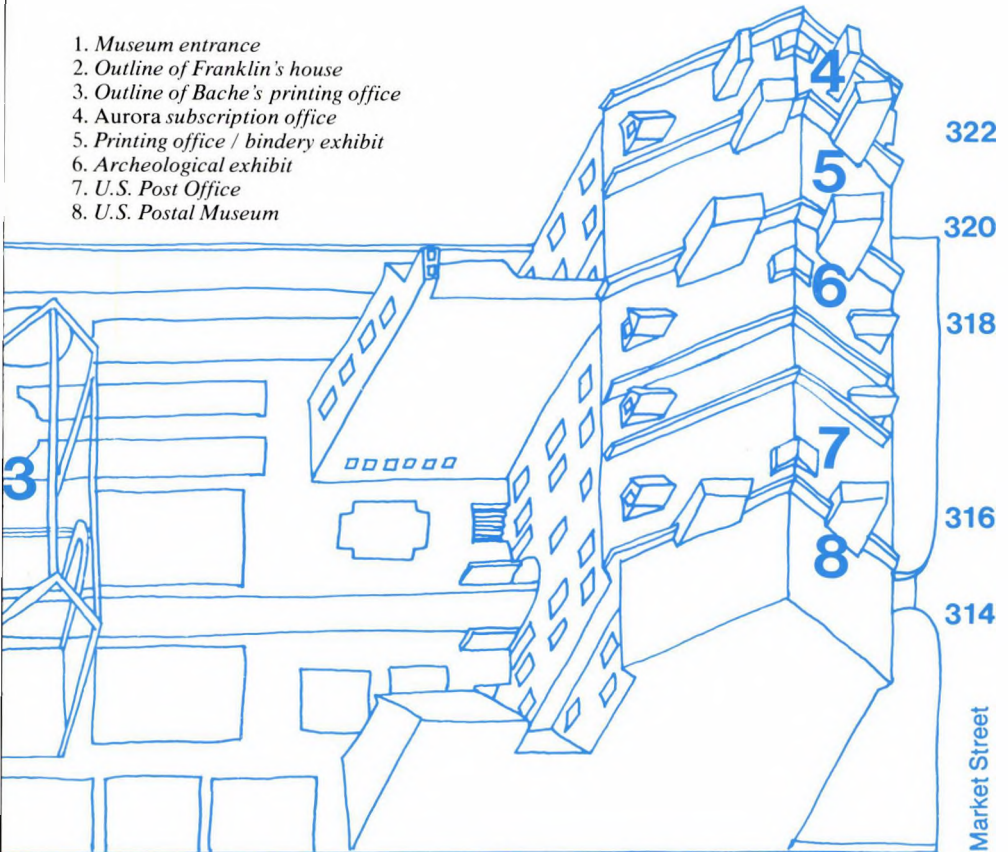 1. Museum entrance
2. Outline of Franklin's house
3. Outline of Bache's printing office
4. Aurora subscription office
5. Printing office / bindery exhibit
6. Archeological exhibit
7. U.S. Post Office
8. U.S. Postal Museum
4
322
5
320
6
318
7
3
316
8
314
Market Street